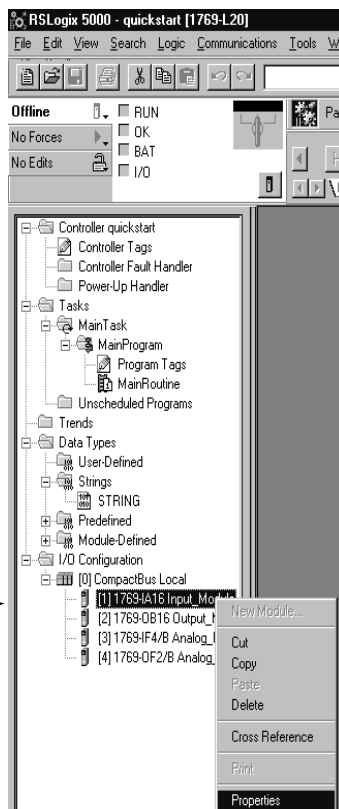 RSLogix 5000 - quickstart [1769-L20]
File Edit View Search Logic Communications Tools
Offline RUN
No Forces OK
No Edits BAT
I/O
Controller quickstart
Controller Tags
Controller Fault Handler
Power-Up Handler
Tasks
MainTask
MainProgram
Program Tags
MainRoutine
Unscheduled Programs
Trends
Data Types
User-Defined
Strings
STRING
Predefined
Module-Defined
I/O Configuration
[0] CompactBus Local
[1] 1769-IA16 Input_Module
[2] 1769-OB16 Output_
[3] 1769-IF4/B Analog_
[4] 1769-OF2/B Analog_
New Module...
Cut
Copy
Paste
Delete
Cross Reference
Print
Properties